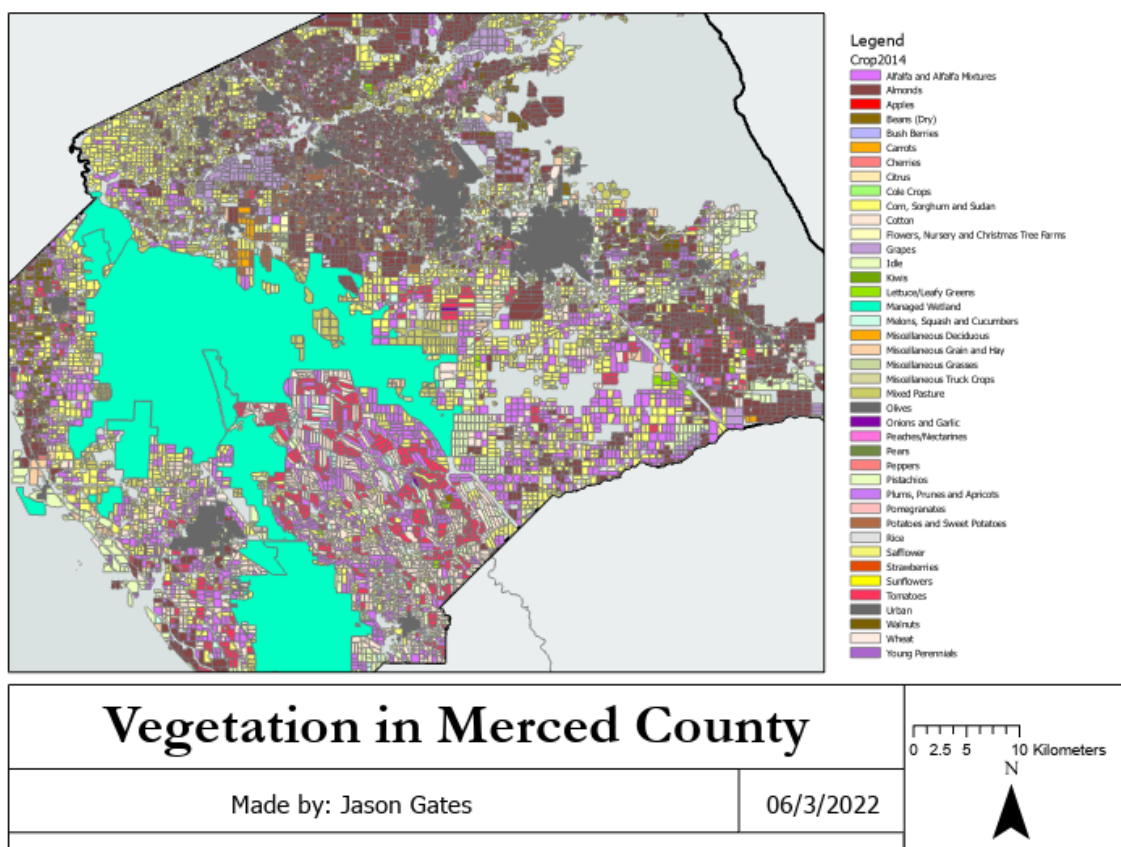 Legend
Crop2014
Alfalfa and Alfalfa Mixtures
Almonds
Apples
Beans (Dry)
Bush Berries
Carrots
Cherries
Citrus
Cole Crops
Corn, Sorghum and Sudan
Cotton
Flowers, Nursery and Christmas Tree Farms
Grapes
Idle
Kiwis
Lettuce/Leafy Greens
Managed Wetland
Melons, Squash and Cucumbers
Miscellaneous Deciduous
Miscellaneous Grain and Hay
Miscellaneous Grasses
Miscellaneous Truck Crops
Mixed Pasture
Olives
Onions and Garlic
Peaches/Nectarines
Pears
Peppers
Pistachios
Plums, Prunes and Apricots
Pomegranates
Potatoes and Sweet Potatoes
Rice
Safflower
Strawberries
Sunflowers
Tomatoes
Urban
Walnuts
Wheat
Young Perennials
Vegetation in Merced County
Made by: Jason Gates
06/3/2022
0 2.5 5 10 Kilometers
N